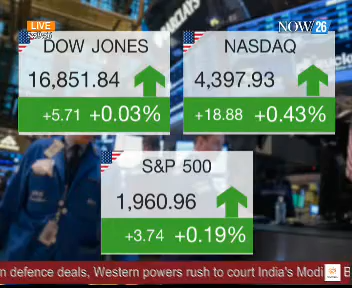 LIVE
NOW 26
BARCLAYS
DOW JONES
16,851.84
+5.71 +0.03%
NASDAQ
4,397.93
+18.88 +0.43%
S&P 500
1,960.96
+3.74 +0.19%
n defence deals, Western powers rush to court India's Modi